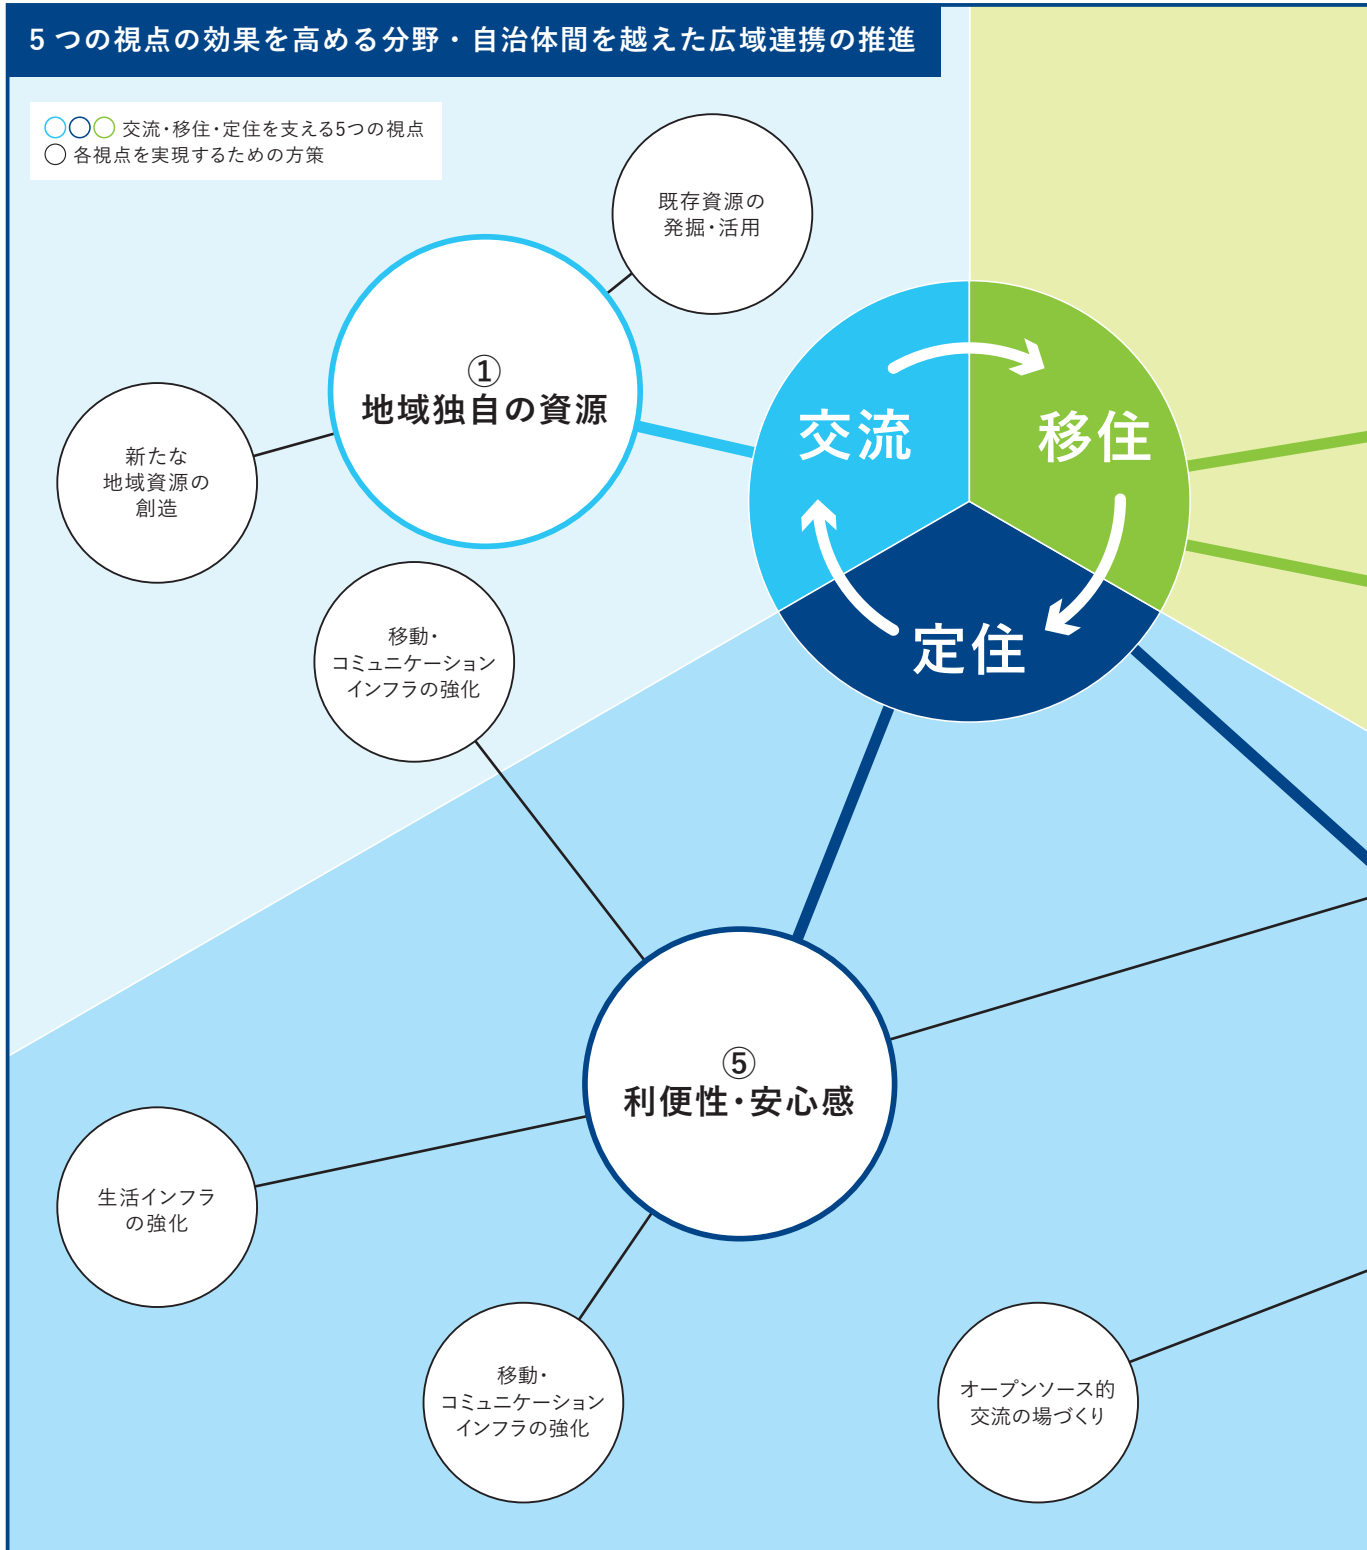 5つの視点の効果を高める分野・自治体間を越えた広域連携の推進
交流・移住・定住を支える5つの視点
各視点を実現するための方策
既存資源の
発掘・活用
①
地域独自の資源
新たな
地域資源の
創造
交流
移住
定住
移動・
コミュニケーション
インフラの強化
⑤
利便性・安心感
生活インフラ
の強化
移動・
コミュニケーション
インフラの強化
オープンソース的
交流の場づくり